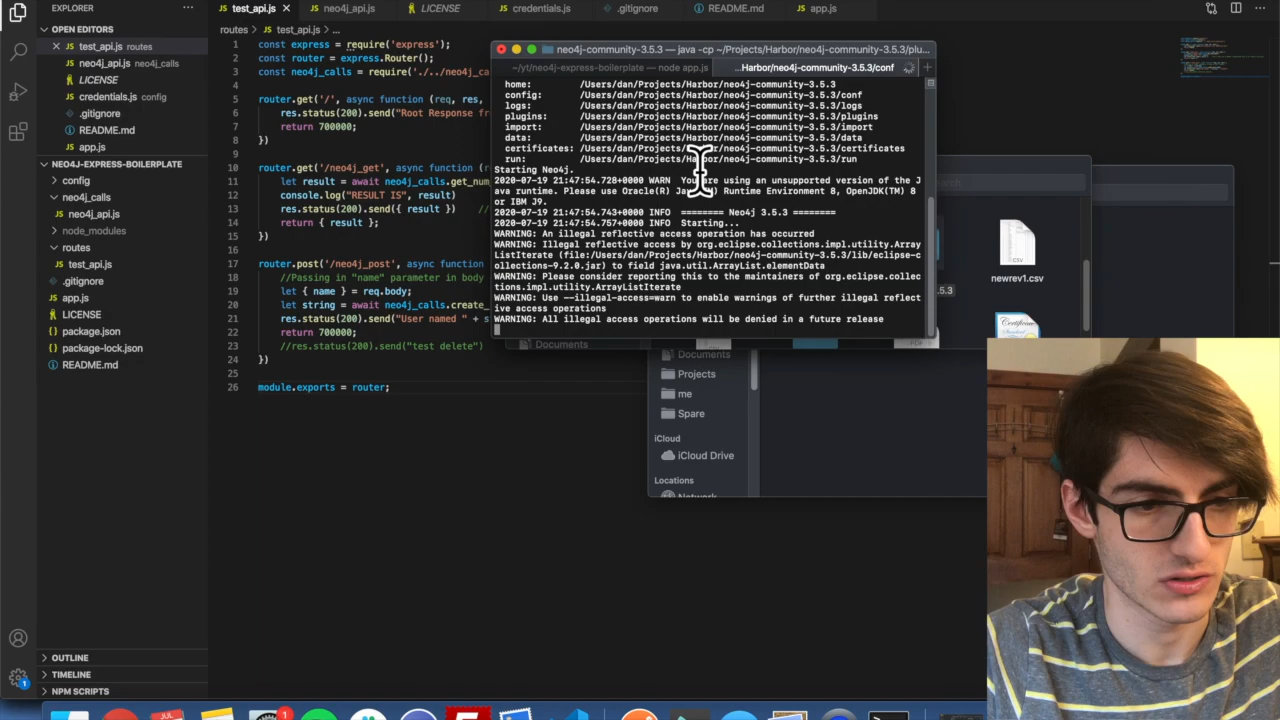 EXPLORER
OPEN EDITORS
test_api.js routes
neo4j_api.js neo4j_calls
LICENSE
credentials.js config
.gitignore
README.md
app.js
NEO4J-EXPRESS-BOILERPLATE
config
neo4j_calls
neo4j_api.js
node_modules
routes
test_api.js
.gitignore
app.js
LICENSE
package.json
package-lock.json
README.md
OUTLINE
TIMELINE
NPM SCRIPTS
test_api.js neo4j_api.js LICENSE credentials.js .gitignore README.md app.js
routes > test_api.js > ...
1 const express = require('express');
2 const router = express.Router();
3 const neo4j_calls = require('./../neo4j_ca
4
5 router.get('/', async function (req, res,
6 res.status(200).send("Root Response fr
7 return 700000;
8 })
9
10 router.get('/neo4j_get', async function (r
11 let result = await neo4j_calls.get_num
12 console.log("RESULT IS", result)
13 res.status(200).send({ result }) //
14 return { result };
15 })
16
17 router.post('/neo4j_post', async function
18 //Passing in "name" parameter in body
19 let { name } = req.body;
20 let string = await neo4j_calls.create_
21 res.status(200).send("User named " + s
22 return 700000;
23 //res.status(200).send("test delete")
24 })
25
26 module.exports = router;
neo4j-community-3.5.3 — java -cp ~/Projects/Harbor/neo4j-community-3.5.3/plu...
~/yt/neo4j-express-boilerplate — node app.js ...Harbor/neo4j-community-3.5.3/conf
home: /Users/dan/Projects/Harbor/neo4j-community-3.5.3
config: /Users/dan/Projects/Harbor/neo4j-community-3.5.3/conf
logs: /Users/dan/Projects/Harbor/neo4j-community-3.5.3/logs
plugins: /Users/dan/Projects/Harbor/neo4j-community-3.5.3/plugins
import: /Users/dan/Projects/Harbor/neo4j-community-3.5.3/import
data: /Users/dan/Projects/Harbor/neo4j-community-3.5.3/data
certificates: /Users/dan/Projects/Harbor/neo4j-community-3.5.3/certificates
run: /Users/dan/Projects/Harbor/neo4j-community-3.5.3/run
Starting Neo4j.
2020-07-19 21:47:54.728+0000 WARN You are using an unsupported version of the J
ava runtime. Please use Oracle(R) Runtime Environment 8, OpenJDK(TM) 8
or IBM J9.
2020-07-19 21:47:54.743+0000 INFO ======== Neo4j 3.5.3 ========
2020-07-19 21:47:54.757+0000 INFO Starting...
WARNING: An illegal reflective access operation has occurred
WARNING: Illegal reflective access by org.eclipse.collections.impl.utility.Array
ListIterate (file:/Users/dan/Projects/Harbor/neo4j-community-3.5.3/lib/eclipse-c
ollections-9.2.0.jar) to field java.util.ArrayList.elementData
WARNING: Please consider reporting this to the maintainers of org.eclipse.collec
tions.impl.utility.ArrayListIterate
WARNING: Use --illegal-access=warn to enable warnings of further illegal reflect
ive access operations
WARNING: All illegal access operations will be denied in a future release
Documents
Documents
Projects
me
Spare
iCloud
iCloud Drive
Locations
Network
CSV
newrev1.csv
5.3
Certificate
JUL
1
1